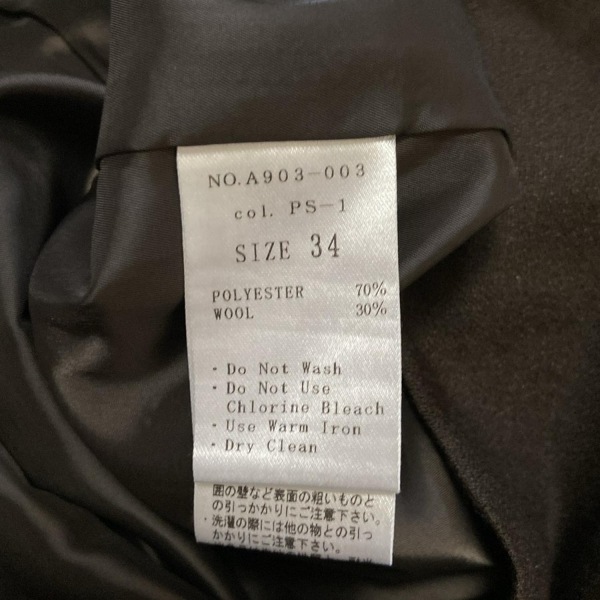 NO.A903-003
col. PS-1
SIZE 34
POLYESTER 70%
WOOL 30%
・Do Not Wash
・Do Not Use
Chlorine Bleach
・Use Warm Iron
・Dry Clean
囲の壁など表面の粗いものと
の引っかかりにご注意下さい。
・洗濯の際には他の物との引っ
かかりにご注意下さい。